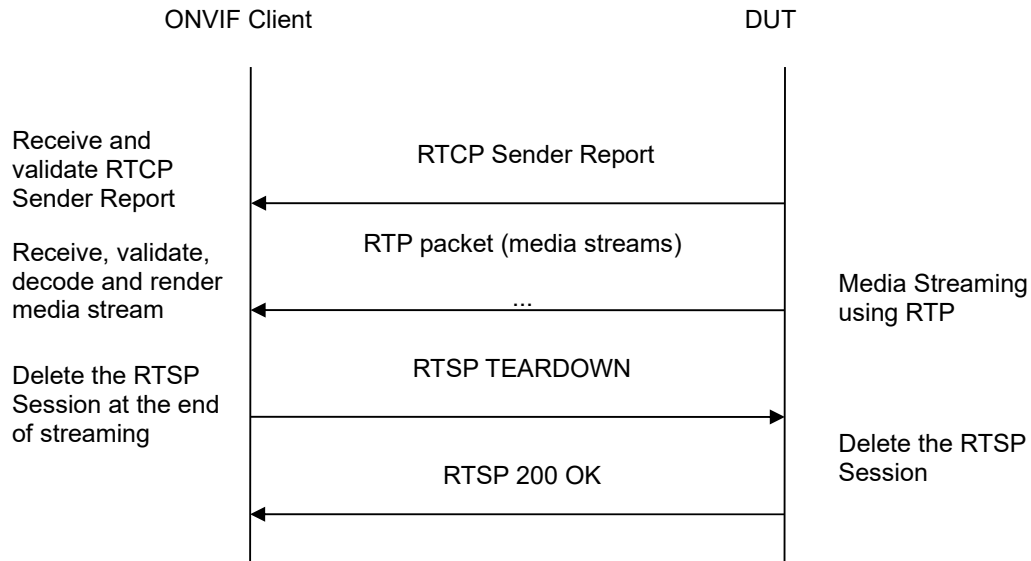 ONVIF Client
DUT
Receive and
validate RTCP
Sender Report
RTCP Sender Report
Receive, validate,
decode and render
media stream
RTP packet (media streams)
...
Media Streaming
using RTP
Delete the RTSP
Session at the end
of streaming
RTSP TEARDOWN
Delete the RTSP
Session
RTSP 200 OK